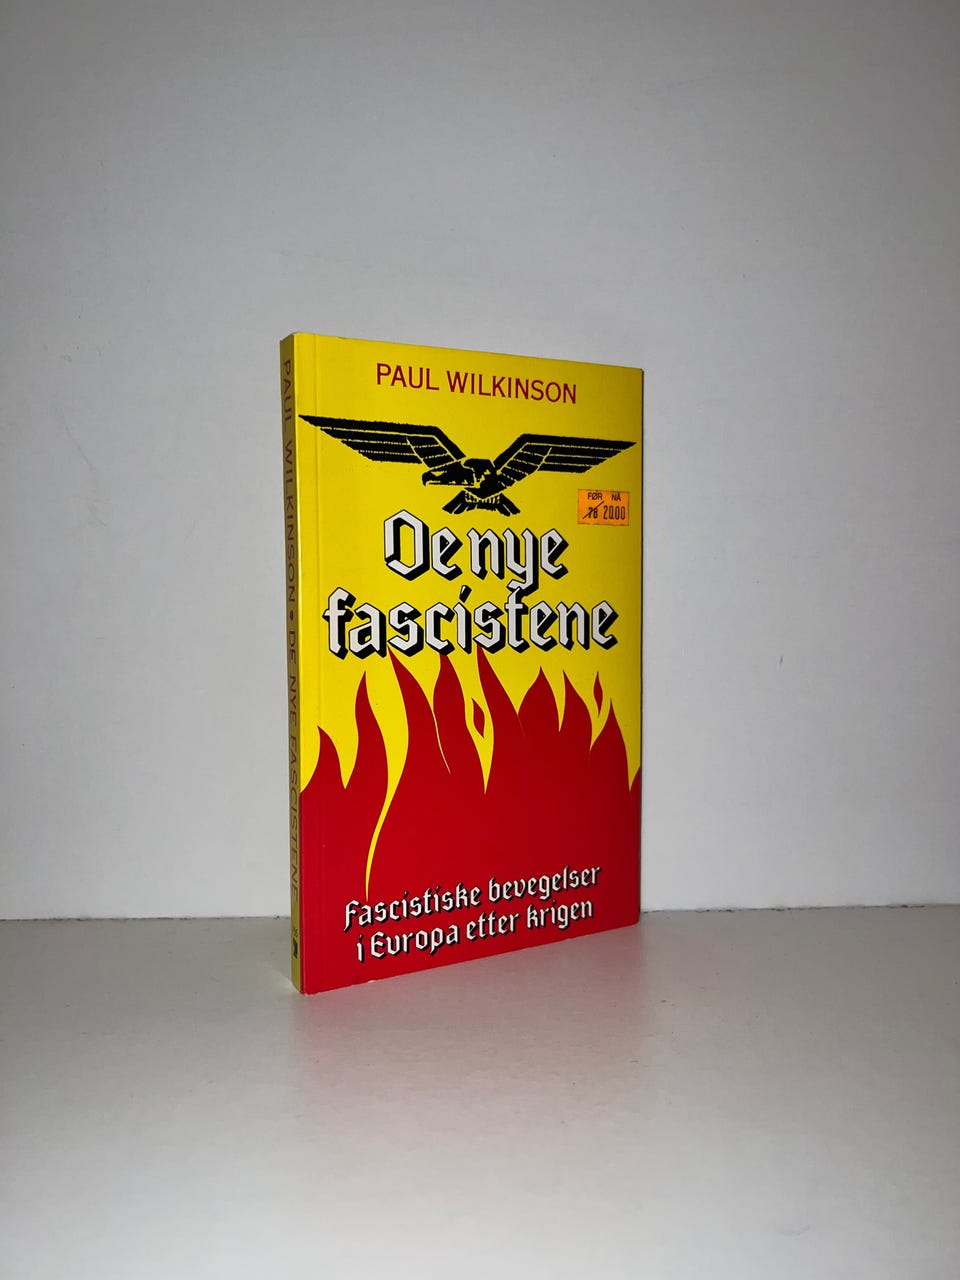 PAUL WILKINSON
FØR NÅ
78 20.00
De nye
fascistene
Fascistiske bevegelser
i Europa etter krigen
PAUL WILKINSON • DE NYE FASCISTENE